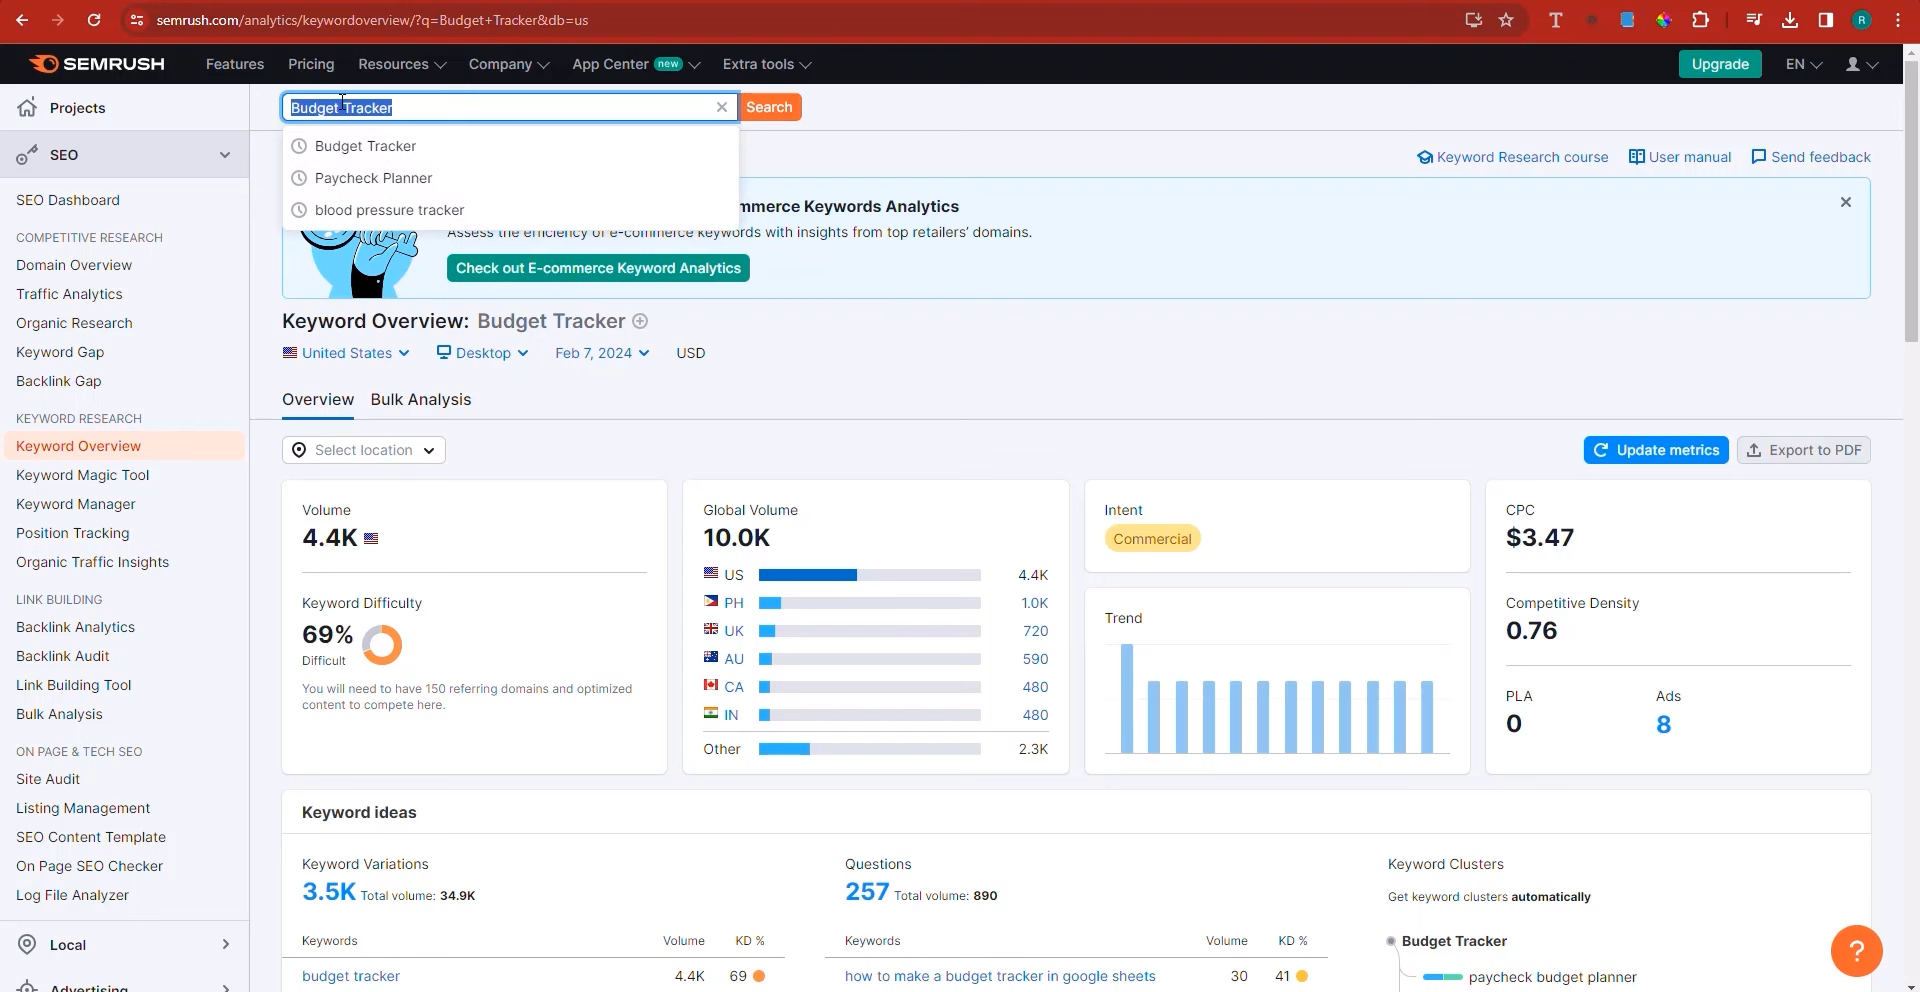 semrush.com/analytics/keywordoverview/?q=Budget+Tracker&db=us
T
R
SEMRUSH
Features
Pricing
Resources
Company
App Center new
Extra tools
Upgrade
EN
Projects
Budget Tracker
Search
Budget Tracker
Paycheck Planner
blood pressure tracker
SEO
Keyword Research course
User manual
Send feedback
SEO Dashboard
COMPETITIVE RESEARCH
Domain Overview
Traffic Analytics
Organic Research
Keyword Gap
Backlink Gap
KEYWORD RESEARCH
Keyword Overview
Keyword Magic Tool
Keyword Manager
Position Tracking
Organic Traffic Insights
LINK BUILDING
Backlink Analytics
Backlink Audit
Link Building Tool
Bulk Analysis
ON PAGE & TECH SEO
Site Audit
Listing Management
SEO Content Template
On Page SEO Checker
Log File Analyzer
Local
Advertising
mmerce Keywords Analytics
Assess the efficiency of e-commerce keywords with insights from top retailers' domains.
Check out E-commerce Keyword Analytics
Keyword Overview: Budget Tracker
United States
Desktop
Feb 7, 2024
USD
Overview
Bulk Analysis
Select location
Update metrics
Export to PDF
Volume
4.4K
Keyword Difficulty
69%
Difficult
You will need to have 150 referring domains and optimized
content to compete here.
Global Volume
10.0K
US 4.4K
PH 1.0K
UK 720
AU 590
CA 480
IN 480
Other 2.3K
Intent
Commercial
Trend
CPC
$3.47
Competitive Density
0.76
PLA
0
Ads
8
Keyword ideas
Keyword Variations
3.5K Total volume: 34.9K
Keywords Volume KD %
budget tracker 4.4K 69
Questions
257 Total volume: 890
Keywords Volume KD %
how to make a budget tracker in google sheets 30 41
Keyword Clusters
Get keyword clusters automatically
Budget Tracker
paycheck budget planner
?